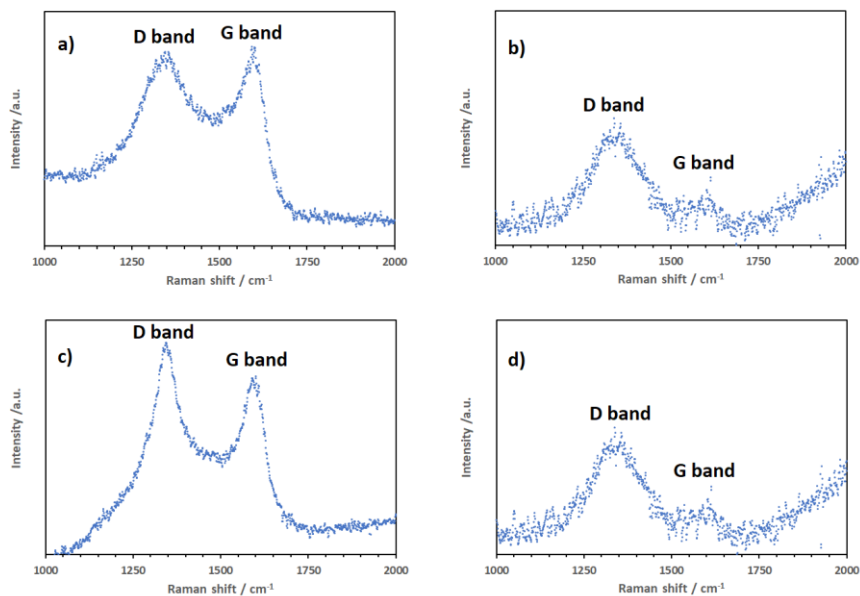 a)
D band
G band
Intensity /a.u.
1000 1250 1500 1750 2000
Raman shift / cm⁻¹
b)
D band
G band
Intensity /a.u.
1000 1250 1500 1750 2000
Raman shift / cm⁻¹
c)
D band
G band
Intensity /a.u.
1000 1250 1500 1750 2000
Raman shift / cm⁻¹
d)
D band
G band
Intensity /a.u.
1000 1250 1500 1750 2000
Raman shift / cm⁻¹